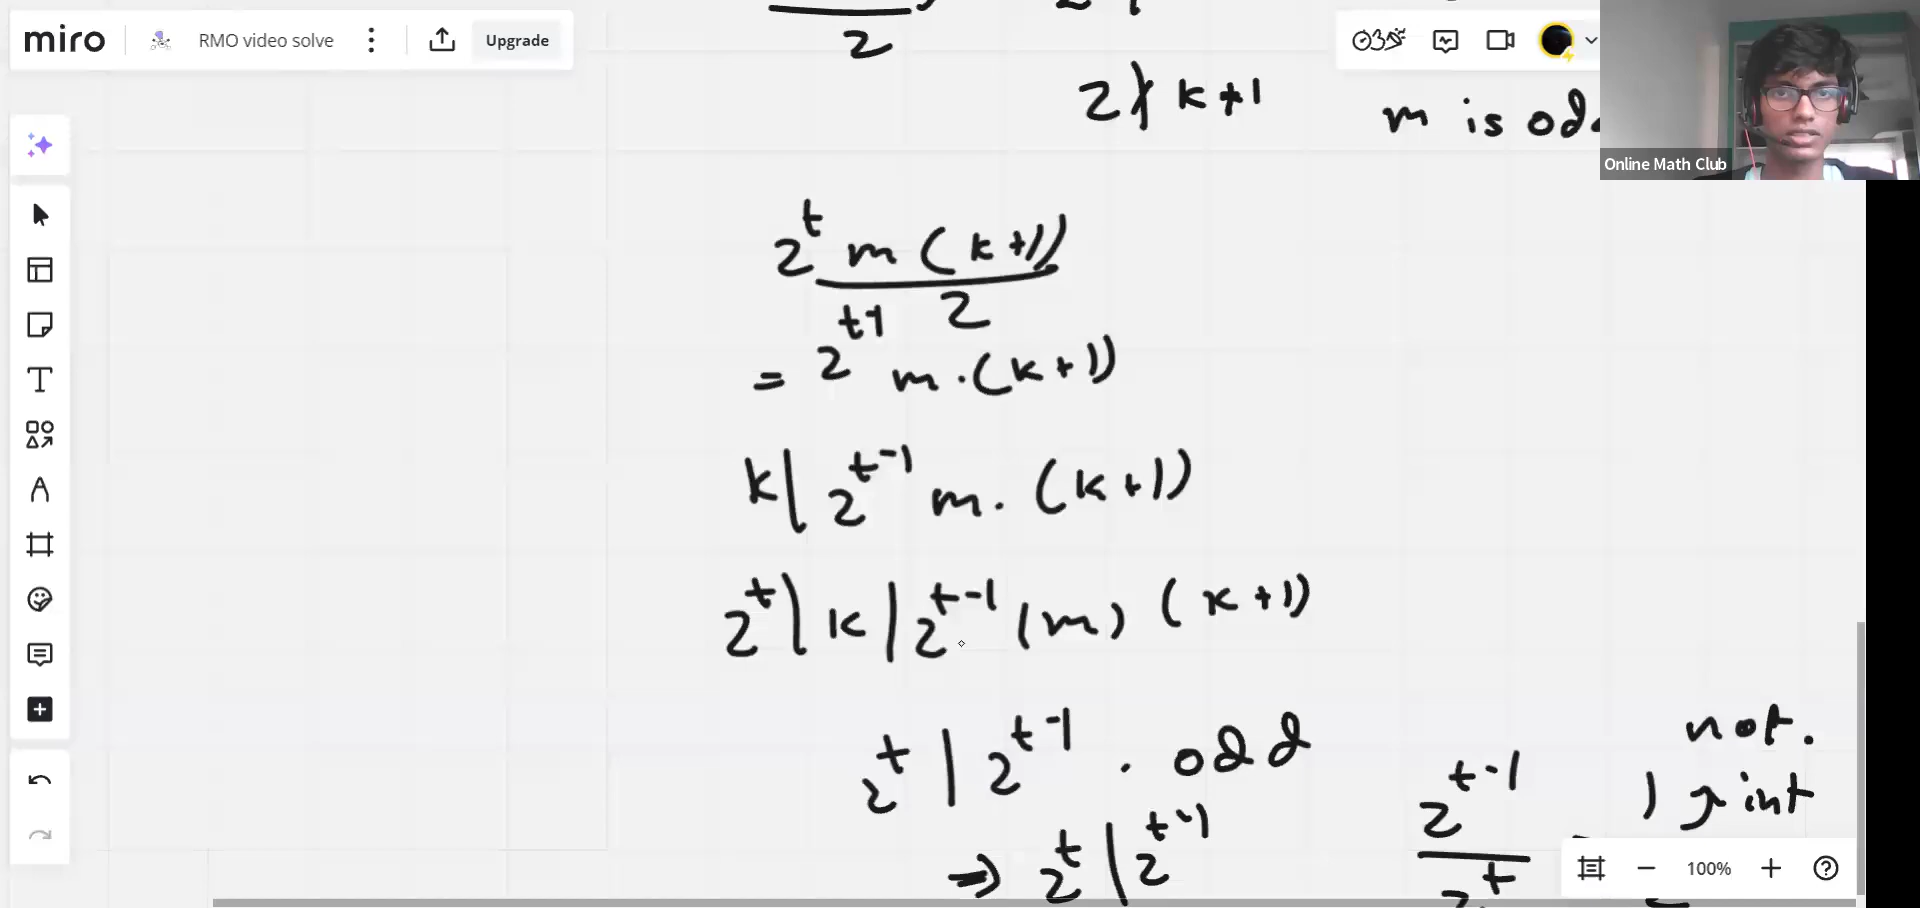 miro RMO video solve Upgrade
2
2 ∤ k+1
m is od
Online Math Club
2^t m (k+1)
2
= 2^{t-1} m.(k+1)
k | 2^{t-1} m. (k+1)
2^t | k | 2^{t-1} (m) (k+1)
2^t | 2^{t-1} . odd
not.
2^{t-1}
int
⇒ 2^t | 2^{t-1}
2^t
100%